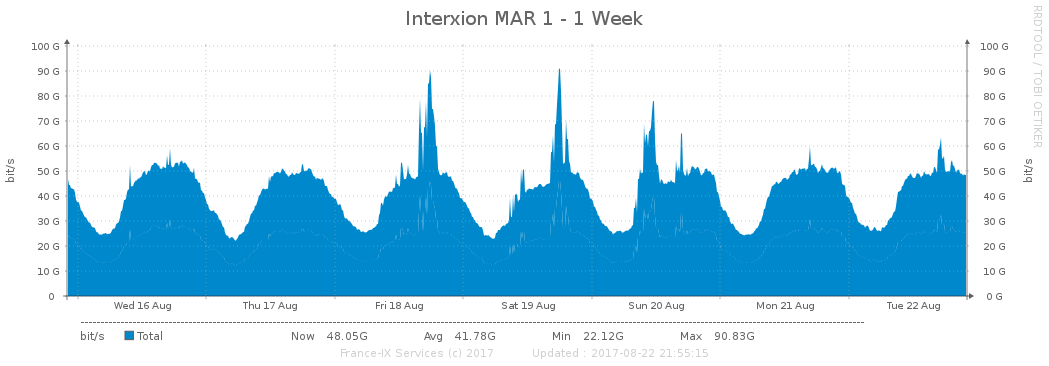 Interxion MAR 1 - 1 Week
RRDTOOL / TOBI OETIKER
bit/s
100 G 100 G
90 G 90 G
80 G 80 G
70 G 70 G
60 G 60 G
50 G 50 G
40 G 40 G
30 G 30 G
20 G 20 G
10 G 10 G
0 0 G
bit/s
Wed 16 Aug Thu 17 Aug Fri 18 Aug Sat 19 Aug Sun 20 Aug Mon 21 Aug Tue 22 Aug
bit/s Total Now 48.05G Avg 41.78G Min 22.12G Max 90.83G
France-IX Services (c) 2017 Updated : 2017-08-22 21:55:15